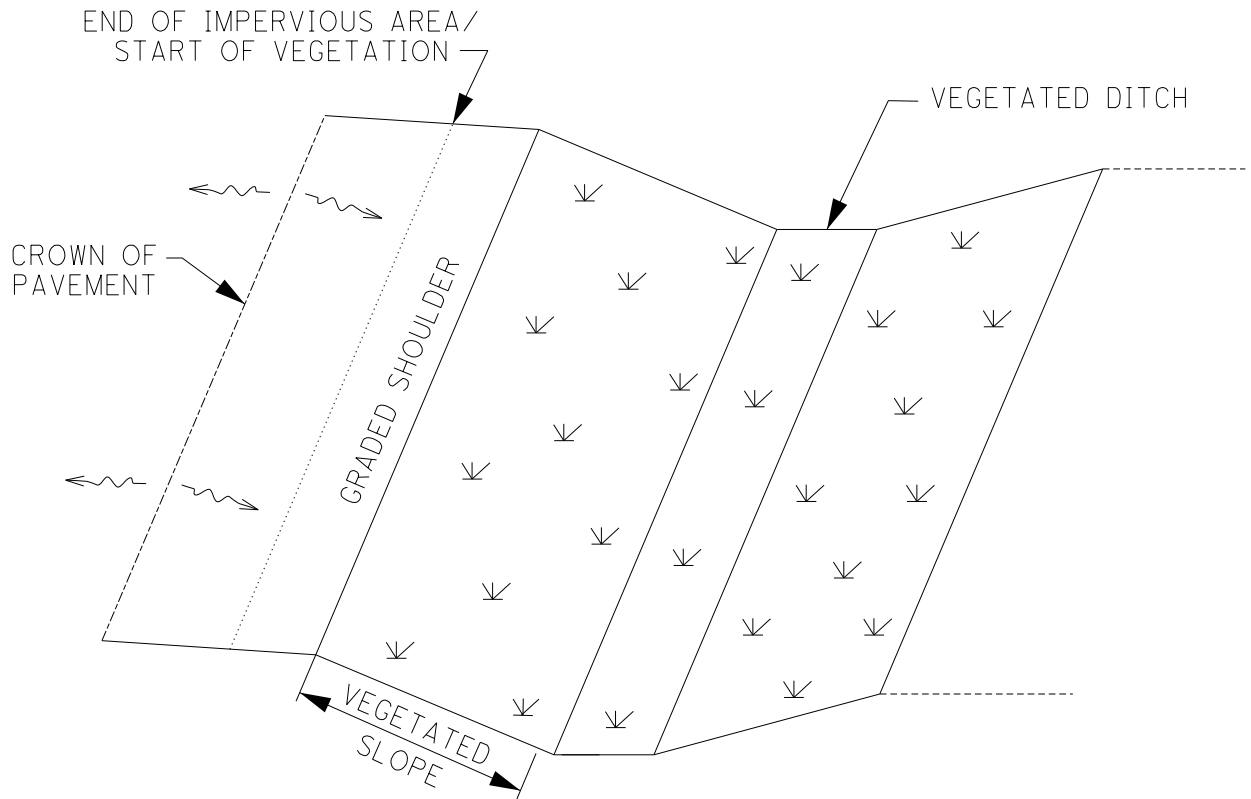 END OF IMPERVIOUS AREA/
START OF VEGETATION
VEGETATED DITCH
CROWN OF
PAVEMENT
GRADED SHOULDER
VEGETATED
SLOPE